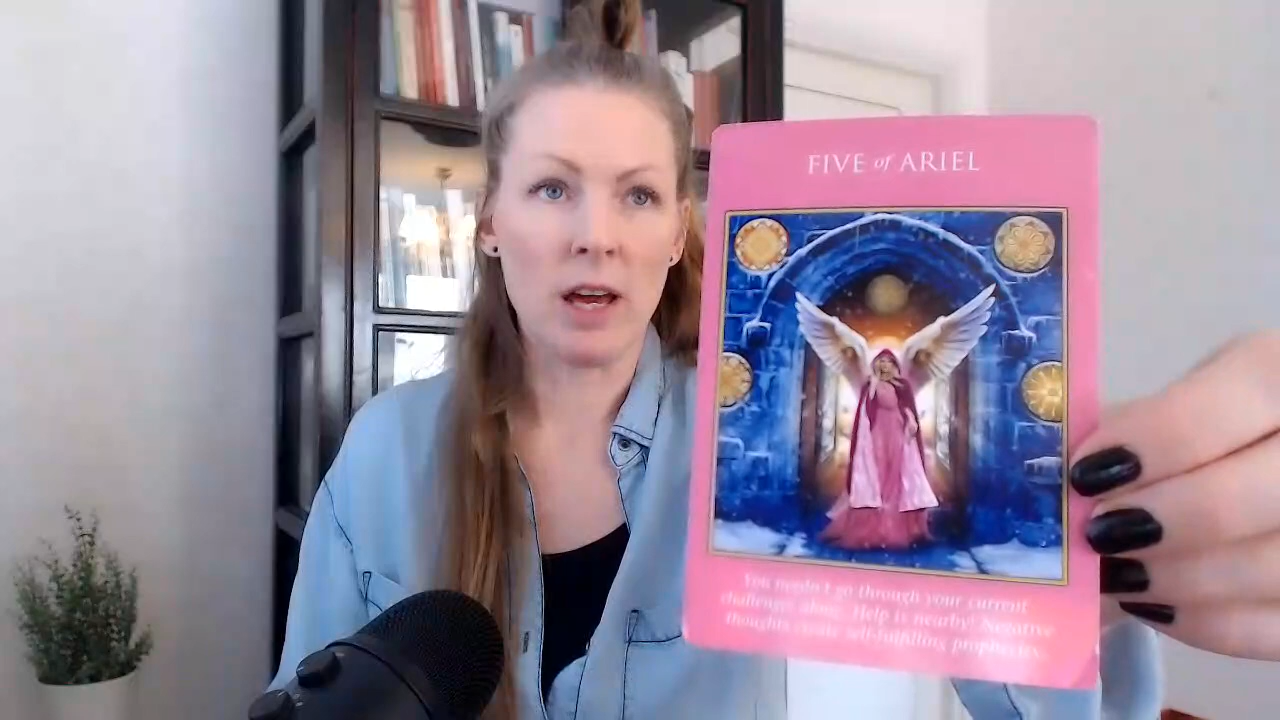 FIVE of ARIEL
You needn't go through your current
challenges alone. Help is nearby! Negative
thoughts create self-fulfilling prophecies.